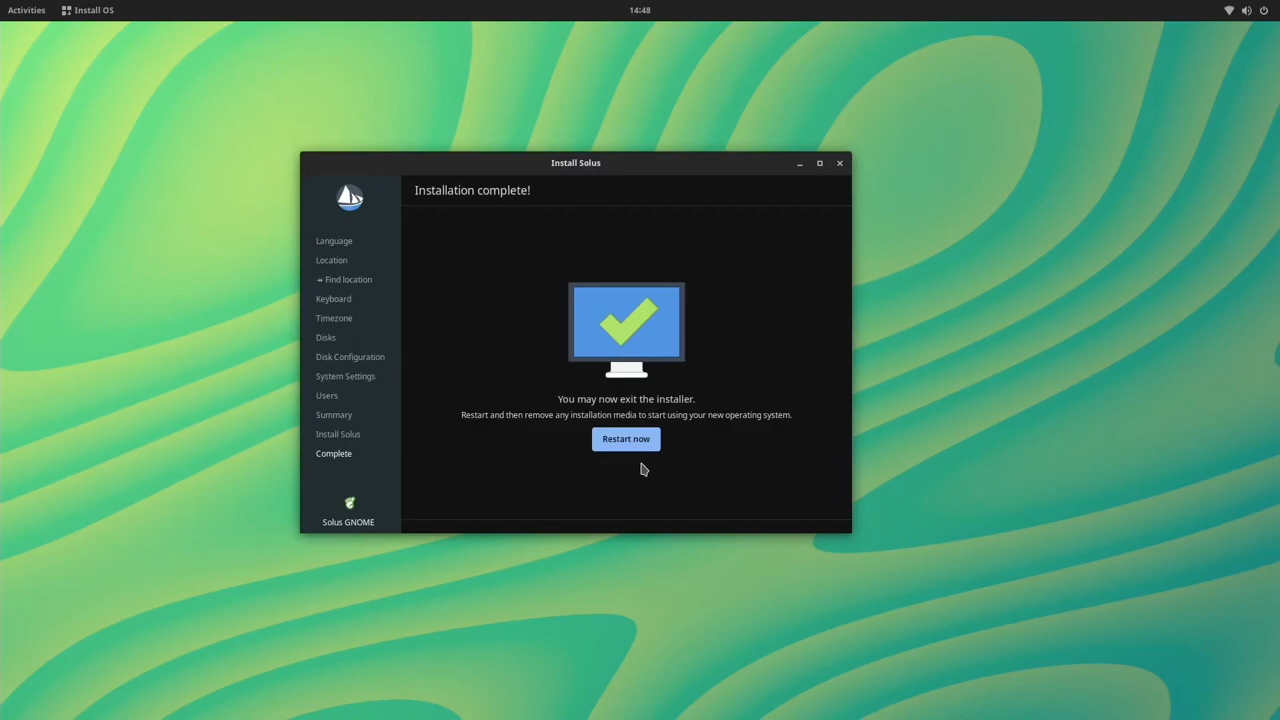 Activities
Install OS
14:48
Install Solus
Installation complete!
Language
Location
↠ Find location
Keyboard
Timezone
Disks
Disk Configuration
System Settings
Users
Summary
Install Solus
Complete
Solus GNOME
You may now exit the installer.
Restart and then remove any installation media to start using your new operating system.
Restart now